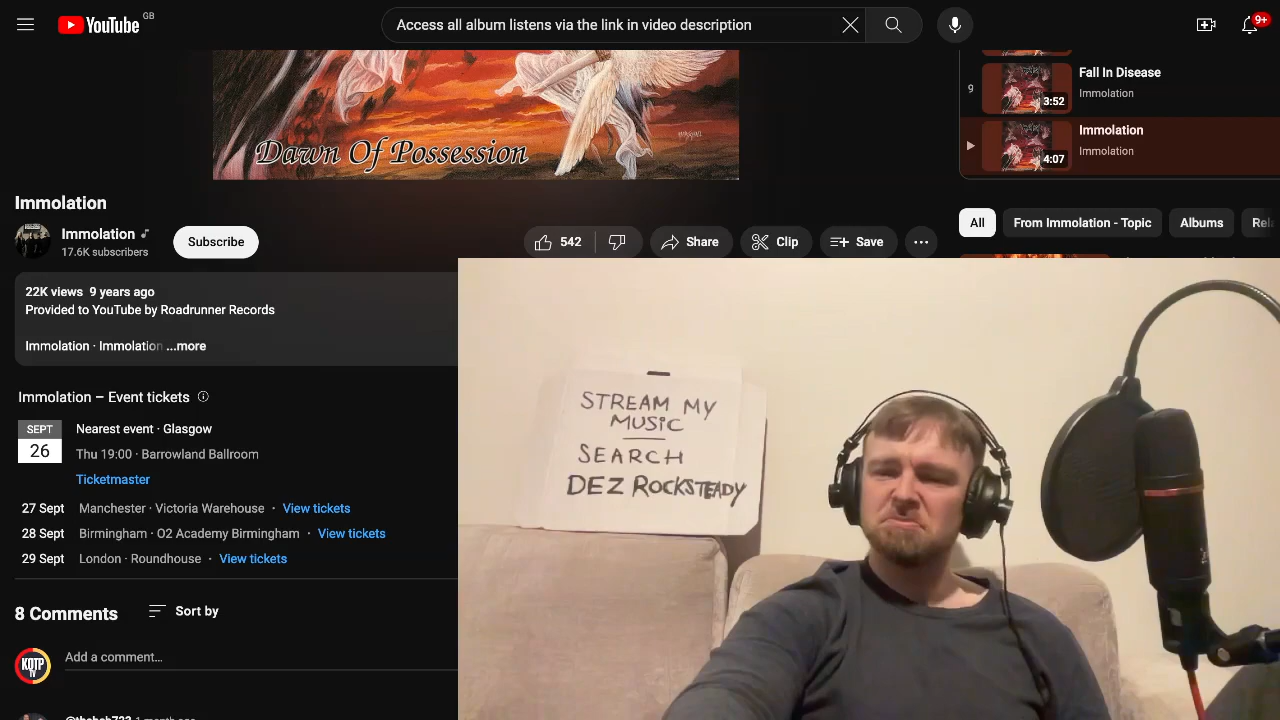 YouTube GB
Access all album listens via the link in video description
9+
Dawn Of Possession
9
3:52
Fall In Disease
Immolation
4:07
Immolation
Immolation
Immolation
Immolation
17.6K subscribers
Subscribe
542
Share
Clip
Save
All
From Immolation - Topic
Albums
22K views 9 years ago
Provided to YouTube by Roadrunner Records
Immolation · Immolation ...more
Immolation – Event tickets
SEPT
26
Nearest event · Glasgow
Thu 19:00 · Barrowland Ballroom
Ticketmaster
27 Sept Manchester · Victoria Warehouse · View tickets
28 Sept Birmingham · O2 Academy Birmingham · View tickets
29 Sept London · Roundhouse · View tickets
8 Comments
Sort by
KQTP
TV
Add a comment...
STREAM MY
MUSIC
SEARCH
DEZ ROCKSTEADY